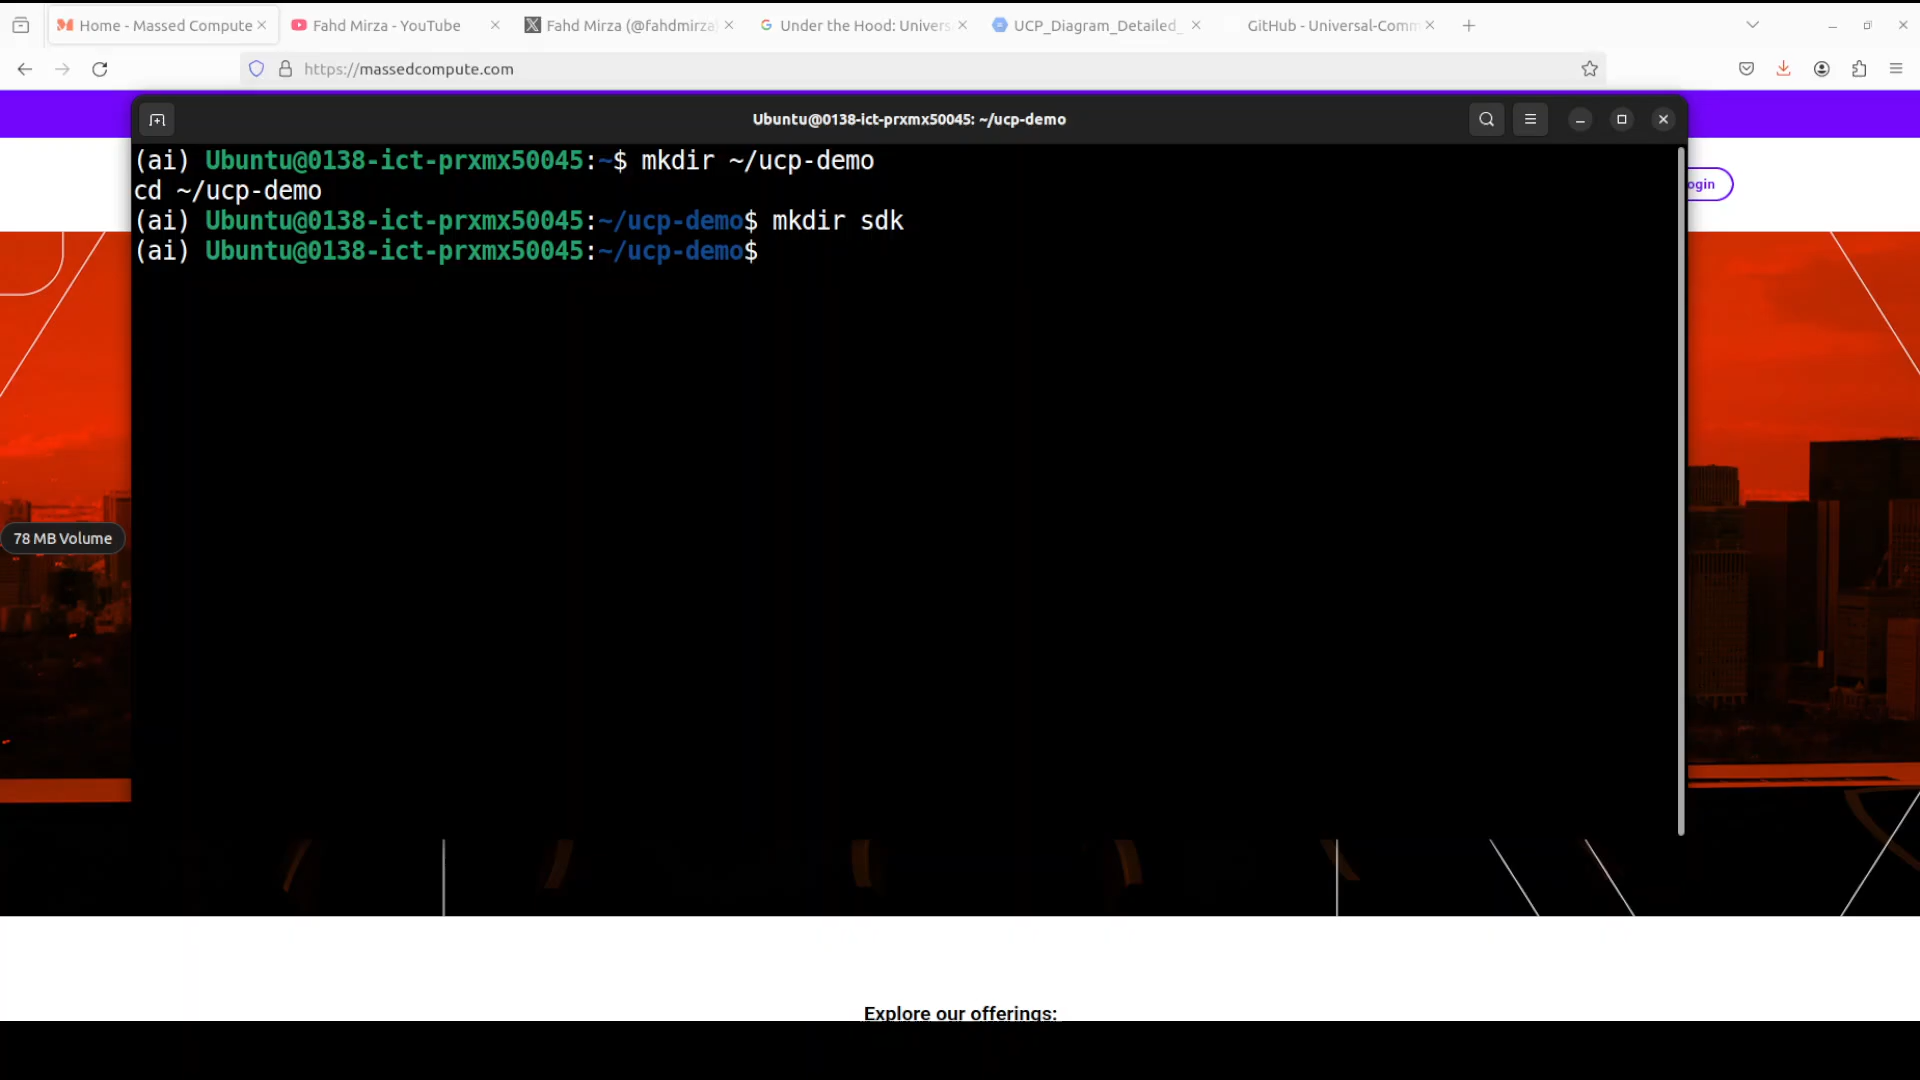 Home - Massed Compute
Fahd Mirza - YouTube
Fahd Mirza (@fahdmirza)
Under the Hood: Univers
UCP_Diagram_Detailed_
GitHub - Universal-Comm
https://massedcompute.com
Ubuntu@0138-ict-prxmx50045: ~/ucp-demo
(ai) Ubuntu@0138-ict-prxmx50045:~$ mkdir ~/ucp-demo
cd ~/ucp-demo
(ai) Ubuntu@0138-ict-prxmx50045:~/ucp-demo$ mkdir sdk
(ai) Ubuntu@0138-ict-prxmx50045:~/ucp-demo$
ogin
78 MB Volume
Explore our offerings: